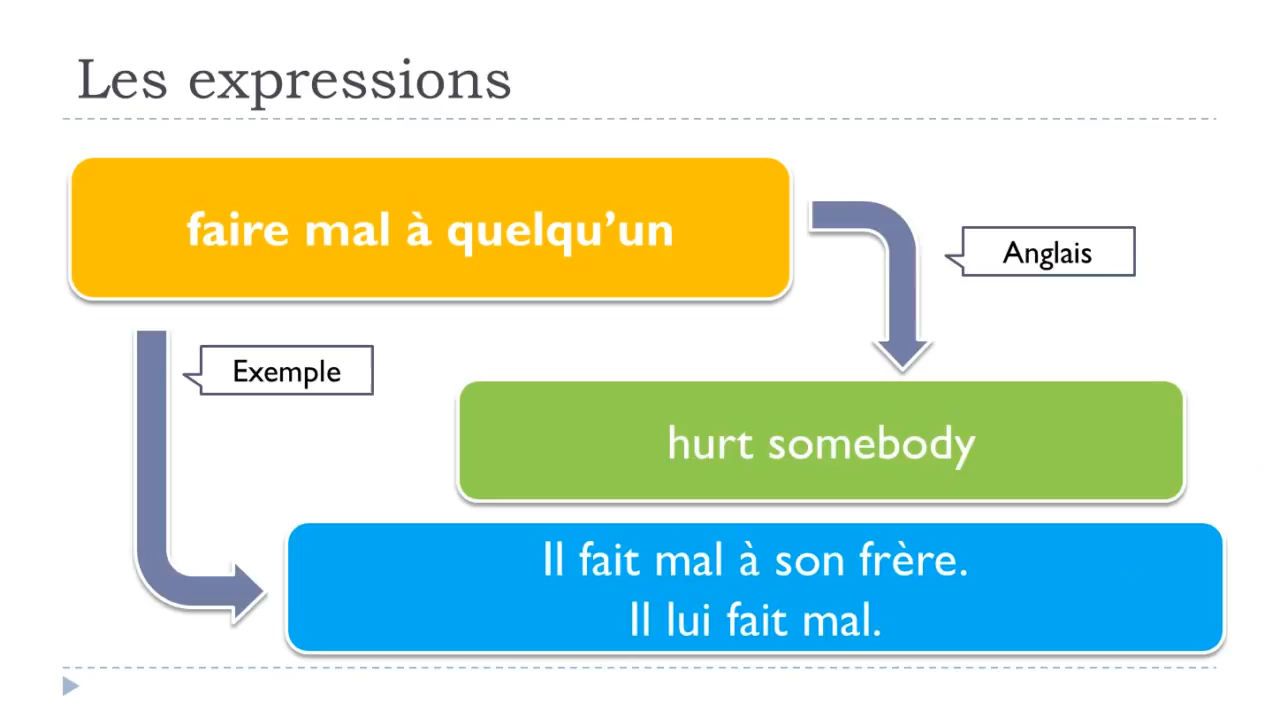 Les expressions
faire mal à quelqu’un
Anglais
Exemple
hurt somebody
Il fait mal à son frère.
Il lui fait mal.